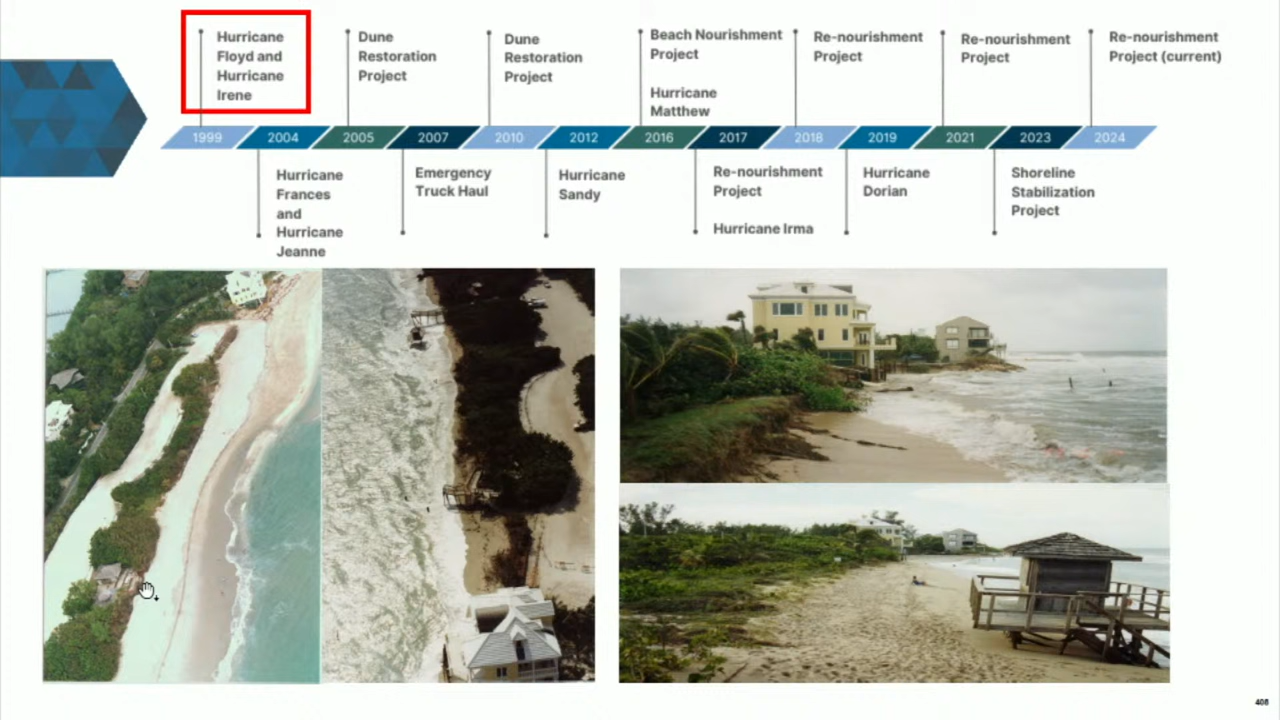 Hurricane
Floyd and
Hurricane
Irene
Dune
Restoration
Project
Dune
Restoration
Project
Beach Nourishment
Project
Hurricane
Matthew
Re-nourishment
Project
Re-nourishment
Project
Re-nourishment
Project (current)
1999 2004 2005 2007 2010 2012 2016 2017 2018 2019 2021 2023 2024
Hurricane
Frances
and
Hurricane
Jeanne
Emergency
Truck Haul
Hurricane
Sandy
Re-nourishment
Project
Hurricane Irma
Hurricane
Dorian
Shoreline
Stabilization
Project
408